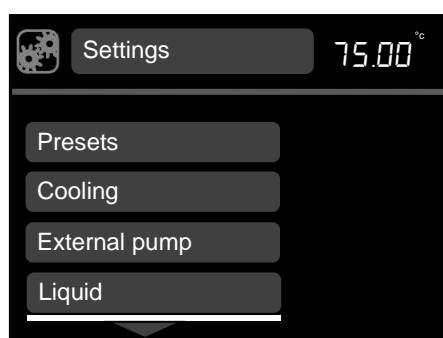 Settings
75.00°c
Presets
Cooling
External pump
Liquid